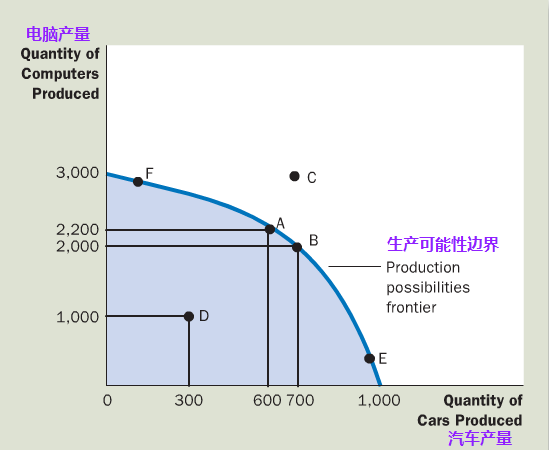 电脑产量
Quantity of
Computers
Produced
3,000
F
C
2,200
A
2,000
B
生产可能性边界
Production
possibilities
frontier
1,000
D
E
0
300
600
700
1,000
Quantity of
Cars Produced
汽车产量